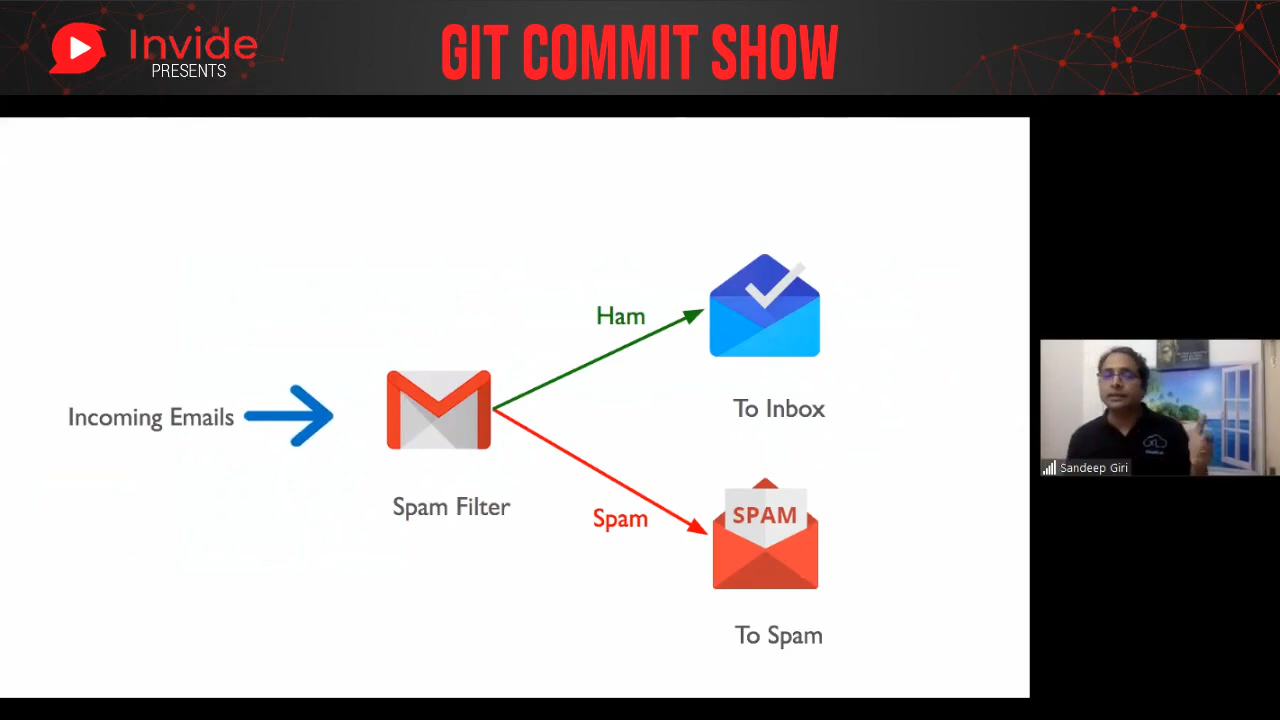 Invide
PRESENTS
GIT COMMIT SHOW
Ham
To Inbox
Incoming Emails
Spam Filter
Spam
SPAM
To Spam
Sandeep Giri